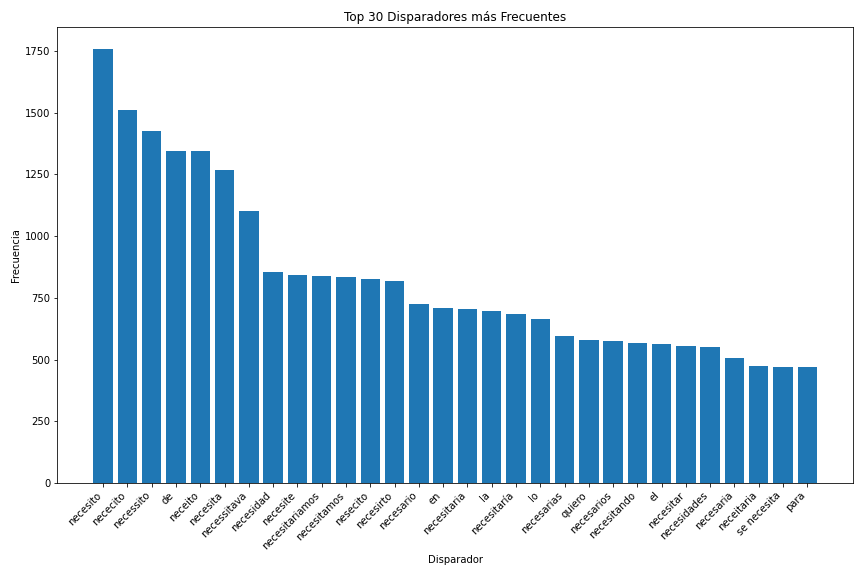 Top 30 Disparadores más Frecuentes
Frecuencia
1750
1500
1250
1000
750
500
250
0
necesito
nececito
necessito
de
neceito
necesita
necessitava
necesidad
necesite
necesitariamos
necesitamos
nesecito
necesirto
necesario
en
necesitaria
la
necesitaría
lo
necesarias
quiero
necesarios
necesitando
el
necesitar
necesidades
necesaria
neceitaria
se necesita
para
Disparador